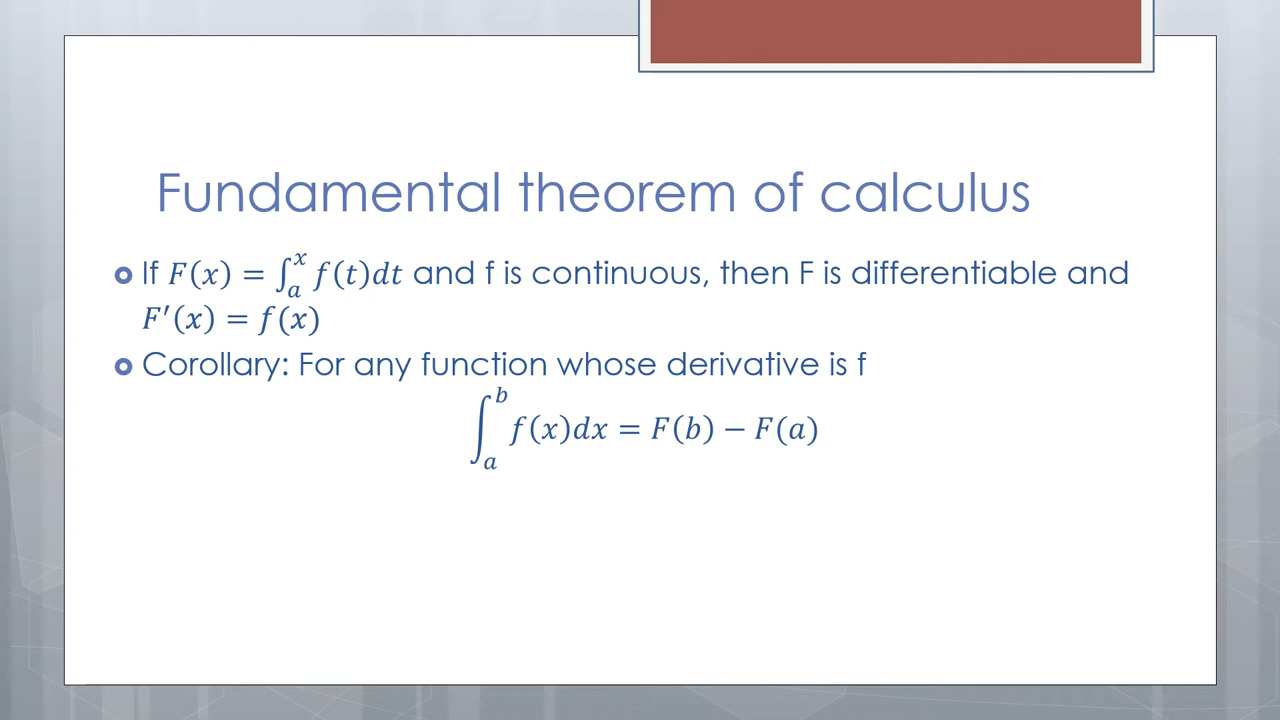 Fundamental theorem of calculus
If F(x) = ∫ₐˣ f(t)dt and f is continuous, then F is differentiable and
F′(x) = f(x)
Corollary: For any function whose derivative is f
∫ₐᵇ f(x)dx = F(b) − F(a)